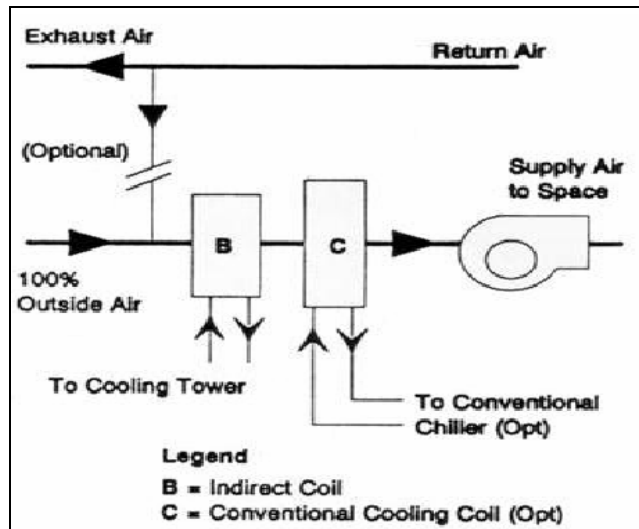 Exhaust Air
Return Air
(Optional)
Supply Air
to Space
B
C
100%
Outside Air
To Cooling Tower
To Conventional
Chiller (Opt)
Legend
B = Indirect Coil
C = Conventional Cooling Coil (Opt)